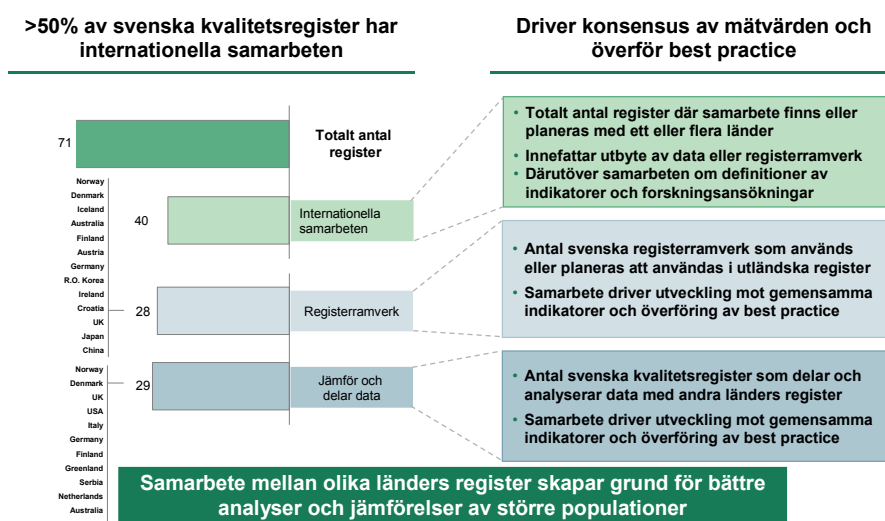 >50% av svenska kvalitetsregister har
internationella samarbeten
Driver konsensus av mätvärden och
överför best practice
71
Totalt antal
register
Norway
Denmark
Iceland
Australia
Finland
Austria
Germany
R.O. Korea
Ireland
Croatia
UK
Japan
China
40
Internationella
samarbeten
28
Registerramverk
Norway
Denmark
UK
USA
Italy
Germany
Finland
Greenland
Serbia
Netherlands
Australia
29
Jämför och
delar data
• Totalt antal register där samarbete finns eller
planeras med ett eller flera länder
• Innefattar utbyte av data eller registerramverk
• Därutöver samarbeten om definitioner av
indikatorer och forskningsansökningar
• Antal svenska registerramverk som används
eller planeras att användas i utländska register
• Samarbete driver utveckling mot gemensamma
indikatorer och överföring av best practice
• Antal svenska kvalitetsregister som delar och
analyserar data med andra länders register
• Samarbete driver utveckling mot gemensamma
indikatorer och överföring av best practice
Samarbete mellan olika länders register skapar grund för bättre
analyser och jämförelser av större populationer